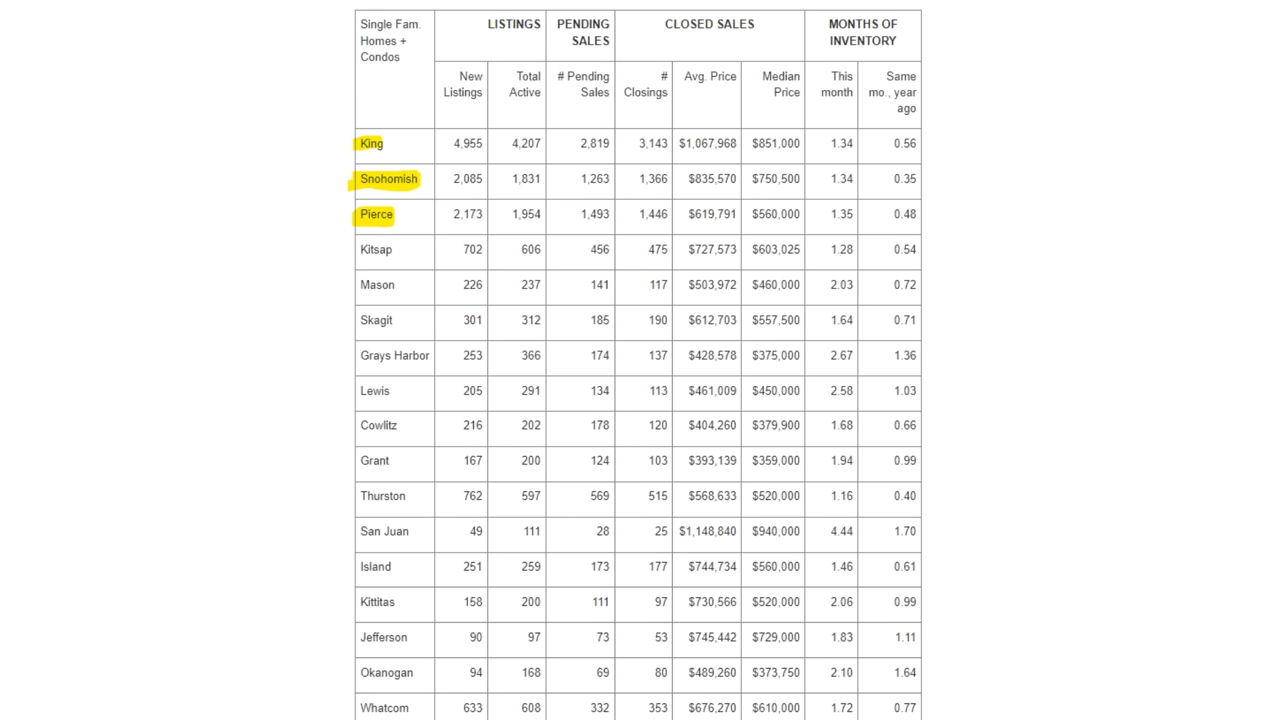 Single Fam. Homes + Condos LISTINGS PENDING SALES CLOSED SALES MONTHS OF INVENTORY
New Listings Total Active # Pending Sales # Closings Avg. Price Median Price This month Same mo., year ago
King 4,955 4,207 2,819 3,143 $1,067,968 $851,000 1.34 0.56
Snohomish 2,085 1,831 1,263 1,366 $835,570 $750,500 1.34 0.35
Pierce 2,173 1,954 1,493 1,446 $619,791 $560,000 1.35 0.48
Kitsap 702 606 456 475 $727,573 $603,025 1.28 0.54
Mason 226 237 141 117 $503,972 $460,000 2.03 0.72
Skagit 301 312 185 190 $612,703 $557,500 1.64 0.71
Grays Harbor 253 366 174 137 $428,578 $375,000 2.67 1.36
Lewis 205 291 134 113 $461,009 $450,000 2.58 1.03
Cowlitz 216 202 178 120 $404,260 $379,900 1.68 0.66
Grant 167 200 124 103 $393,139 $359,000 1.94 0.99
Thurston 762 597 569 515 $568,633 $520,000 1.16 0.40
San Juan 49 111 28 25 $1,148,840 $940,000 4.44 1.70
Island 251 259 173 177 $744,734 $560,000 1.46 0.61
Kittitas 158 200 111 97 $730,566 $520,000 2.06 0.99
Jefferson 90 97 73 53 $745,442 $729,000 1.83 1.11
Okanogan 94 168 69 80 $489,260 $373,750 2.10 1.64
Whatcom 633 608 332 353 $676,270 $610,000 1.72 0.77